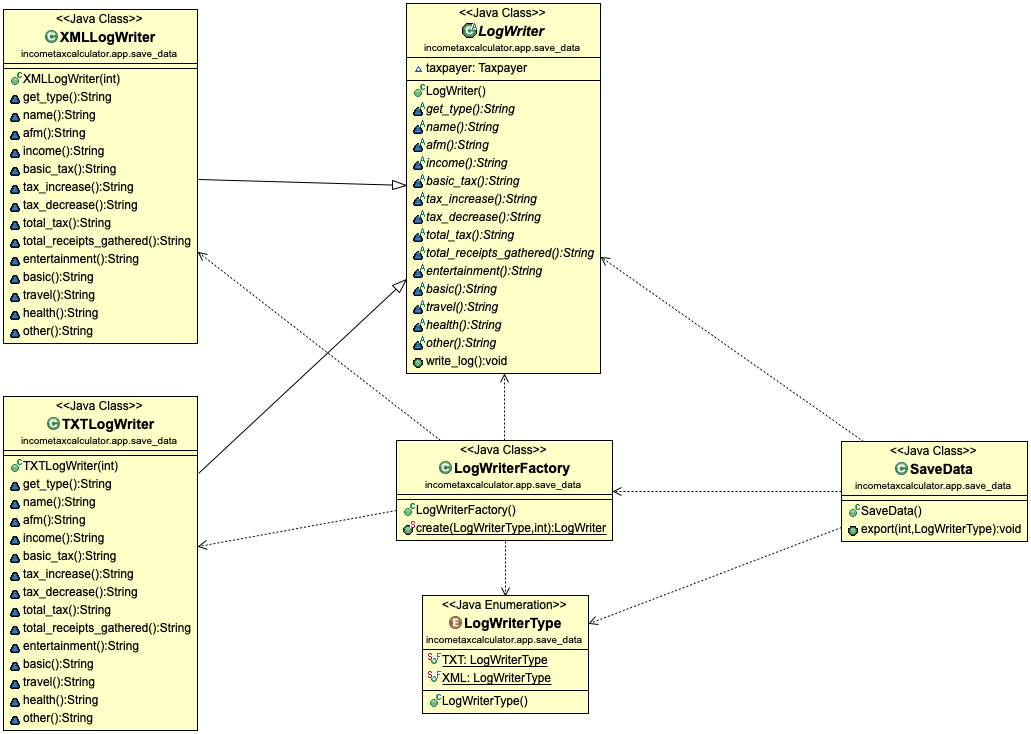 <<Java Class>>
XMLLogWriter
incometaxcalculator.app.save_data
XMLLogWriter(int)
get_type():String
name():String
afm():String
income():String
basic_tax():String
tax_increase():String
tax_decrease():String
total_tax():String
total_receipts_gathered():String
entertainment():String
basic():String
travel():String
health():String
other():String
<<Java Class>>
LogWriter
incometaxcalculator.app.save_data
taxpayer: Taxpayer
LogWriter()
get_type():String
name():String
afm():String
income():String
basic_tax():String
tax_increase():String
tax_decrease():String
total_tax():String
total_receipts_gathered():String
entertainment():String
basic():String
travel():String
health():String
other():String
write_log():void
<<Java Class>>
TXTLogWriter
incometaxcalculator.app.save_data
TXTLogWriter(int)
get_type():String
name():String
afm():String
income():String
basic_tax():String
tax_increase():String
tax_decrease():String
total_tax():String
total_receipts_gathered():String
entertainment():String
basic():String
travel():String
health():String
other():String
<<Java Class>>
LogWriterFactory
incometaxcalculator.app.save_data
LogWriterFactory()
create(LogWriterType,int):LogWriter
<<Java Class>>
SaveData
incometaxcalculator.app.save_data
SaveData()
export(int,LogWriterType):void
<<Java Enumeration>>
LogWriterType
incometaxcalculator.app.save_data
TXT: LogWriterType
XML: LogWriterType
LogWriterType()